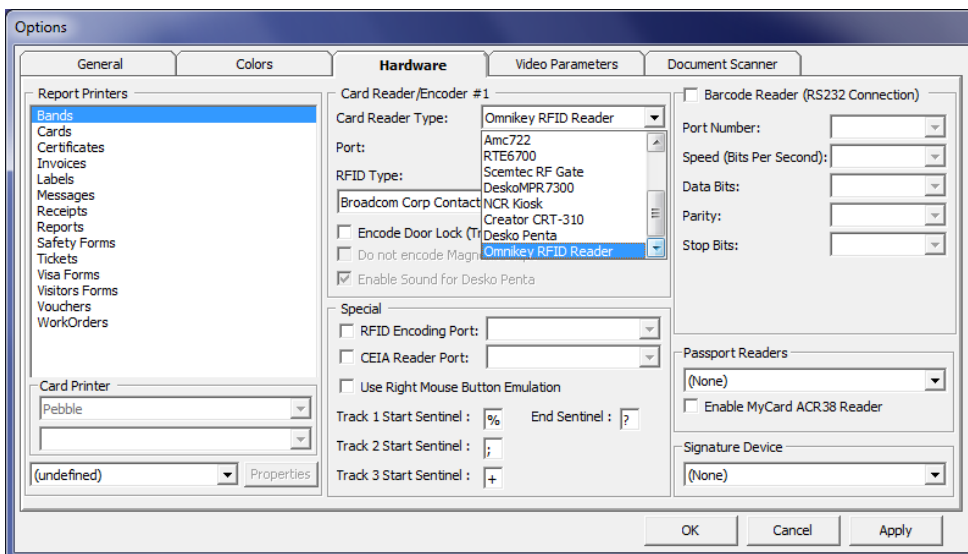 Options
General
Colors
Hardware
Video Parameters
Document Scanner
Report Printers
Bands
Cards
Certificates
Invoices
Labels
Messages
Receipts
Reports
Safety Forms
Tickets
Visa Forms
Visitors Forms
Vouchers
WorkOrders
Card Printer
Pebble
(undefined)
Properties
Card Reader/Encoder #1
Card Reader Type:
Omnikey RFID Reader
Amc722
RTE6700
Scemtec RF Gate
DeskoMPR7300
NCR Kiosk
Creator CRT-310
Desko Penta
Omnikey RFID Reader
Port:
RFID Type:
Broadcom Corp Contact
Encode Door Lock
Do not encode
Enable Sound for Desko Penta
Special
RFID Encoding Port:
CEIA Reader Port:
Use Right Mouse Button Emulation
Track 1 Start Sentinel : % End Sentinel : ?
Track 2 Start Sentinel : ;
Track 3 Start Sentinel : +
Barcode Reader (RS232 Connection)
Port Number:
Speed (Bits Per Second):
Data Bits:
Parity:
Stop Bits:
Passport Readers
(None)
Enable MyCard ACR38 Reader
Signature Device
(None)
OK
Cancel
Apply